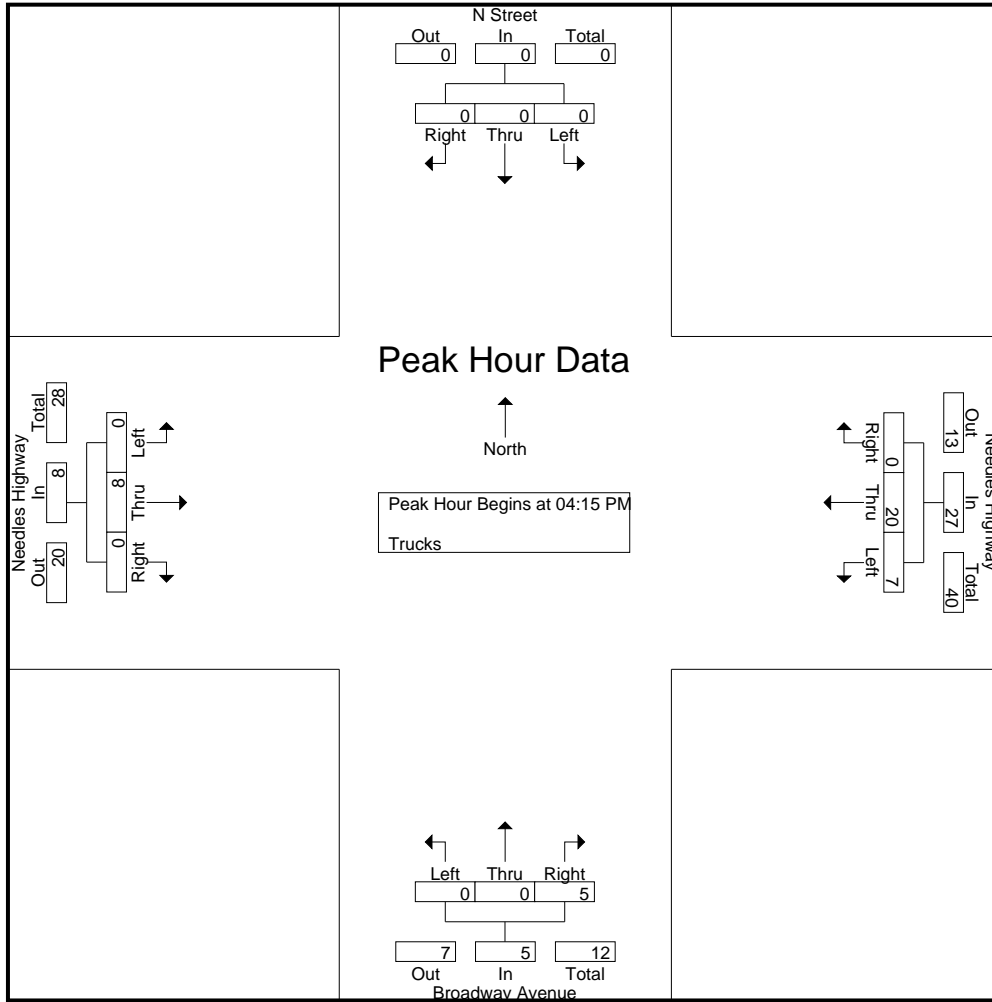 N Street
Out In Total
0 0 0
0 0 0
Right Thru Left
Peak Hour Data
North
Peak Hour Begins at 04:15 PM
Trucks
Needles Highway
Total In Out
28 8 20
0 8 0
Left Thru Right
Right Thru Left
0 20 7
Out In Total
13 27 40
Needles Highway
Left Thru Right
0 0 5
7 5 12
Out In Total
Broadway Avenue